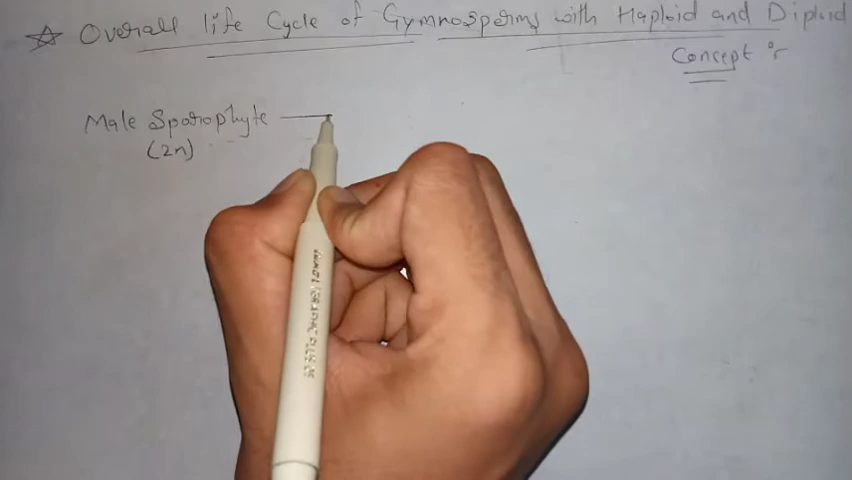 ☆ Overall life Cycle of Gymnosperms with Haploid and Diploid
Concept :-
Male Sporophyte
(2n)